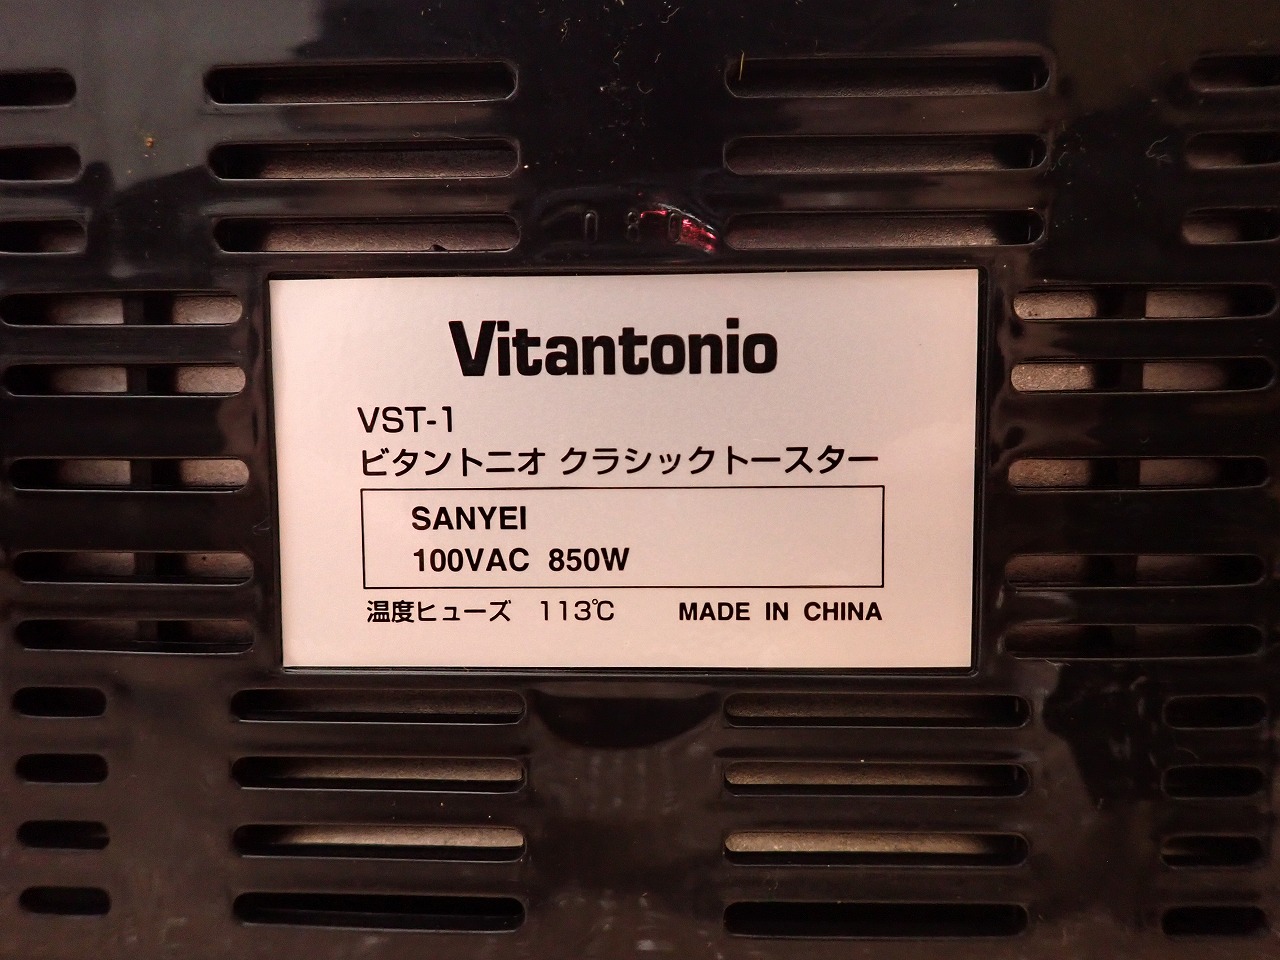 Vitantonio
VST-1
ビタントニオ クラシックトースター
SANYEI
100VAC 850W
温度ヒューズ 113℃ MADE IN CHINA